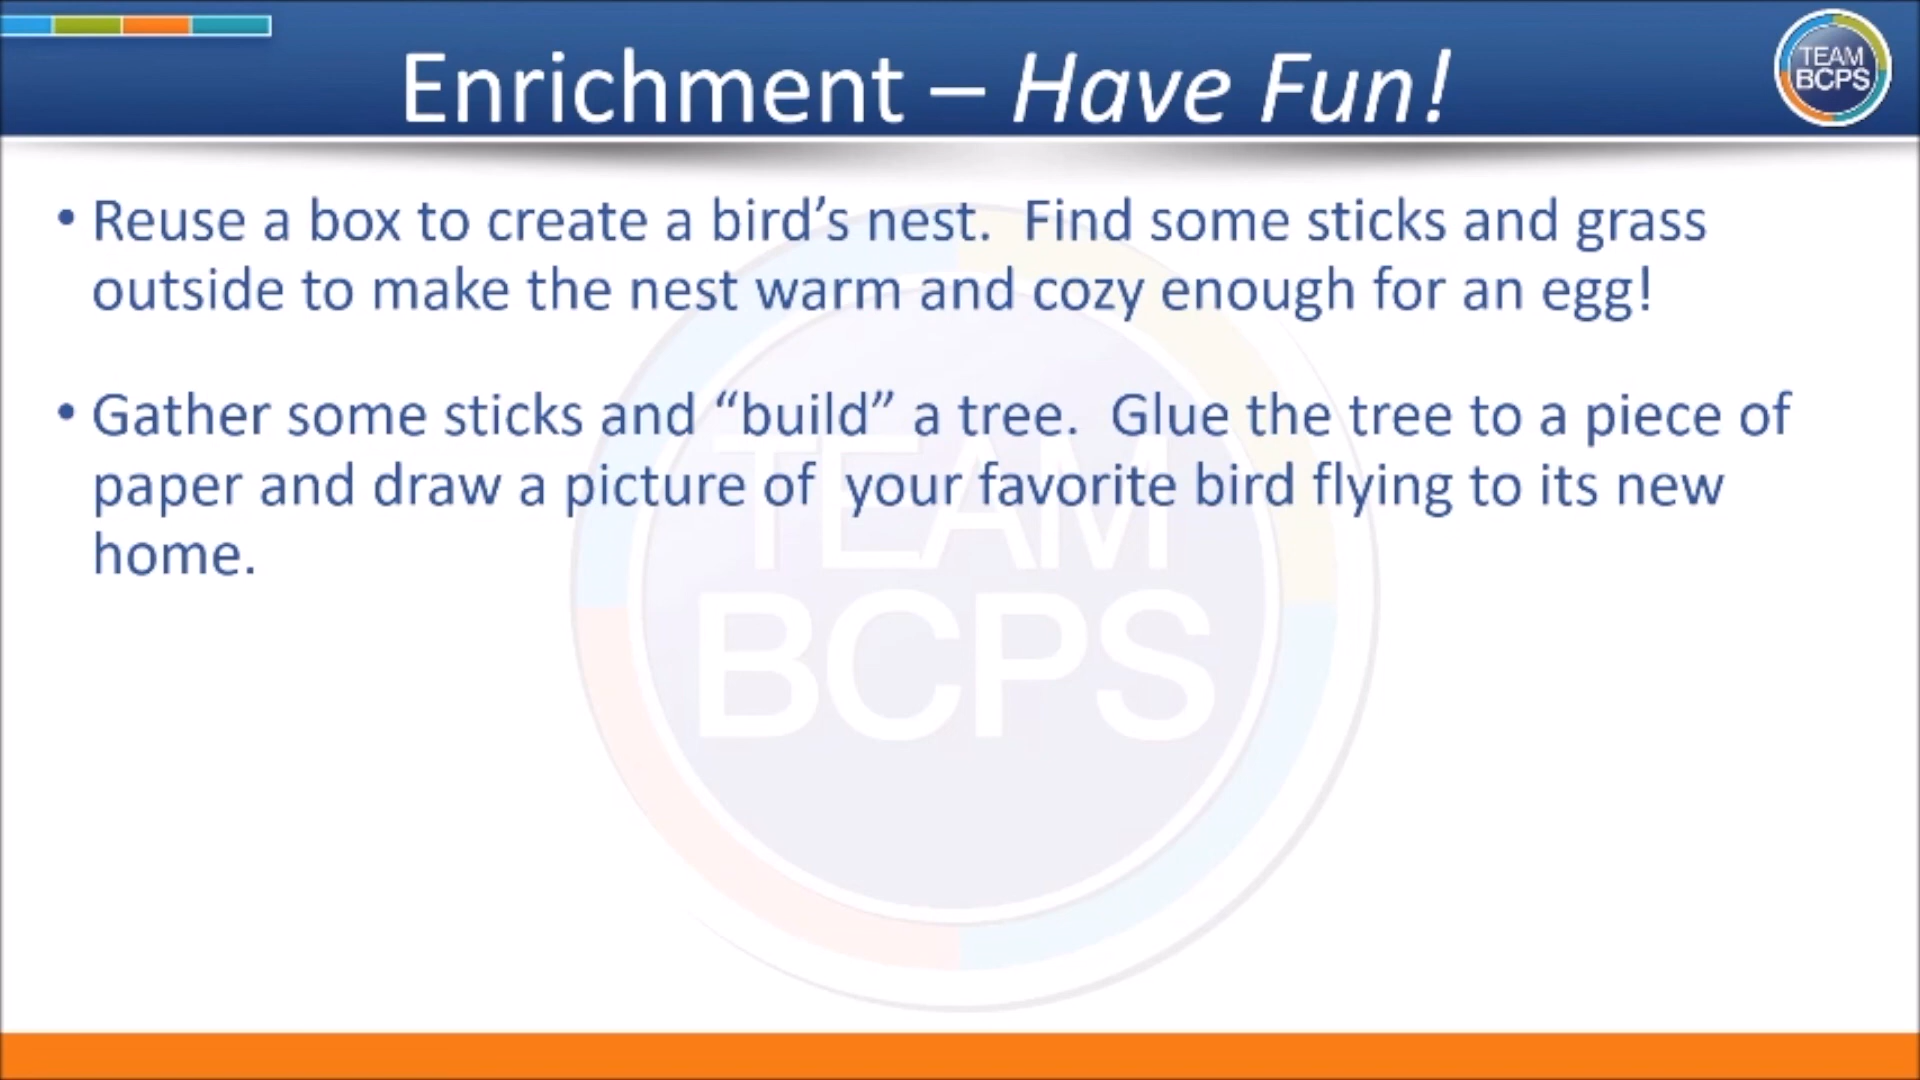 Enrichment – Have Fun!
TEAM
BCPS
• Reuse a box to create a bird’s nest.  Find some sticks and grass
outside to make the nest warm and cozy enough for an egg!
• Gather some sticks and “build” a tree.  Glue the tree to a piece of
paper and draw a picture of  your favorite bird flying to its new
home.
TEAM
BCPS